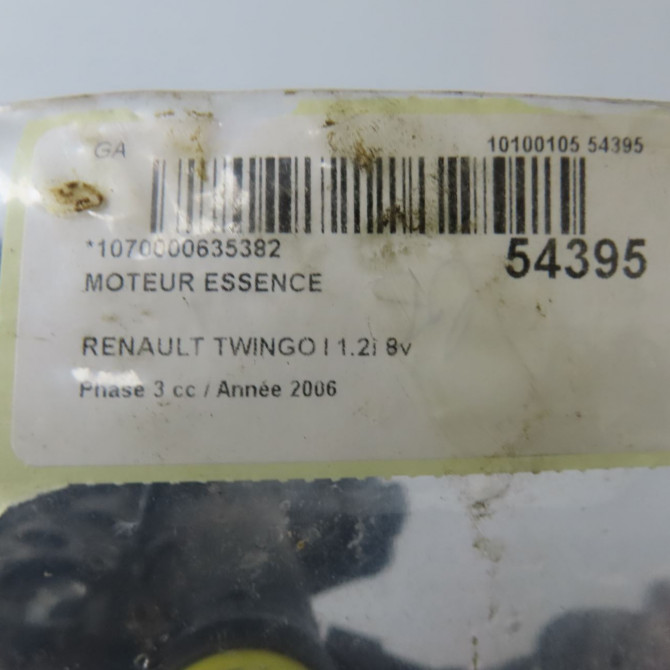 GA 10100105 54395
*1070000635382 54395
MOTEUR ESSENCE
RENAULT TWINGO I 1.2i 8v
Phase 3 cc / Année 2006